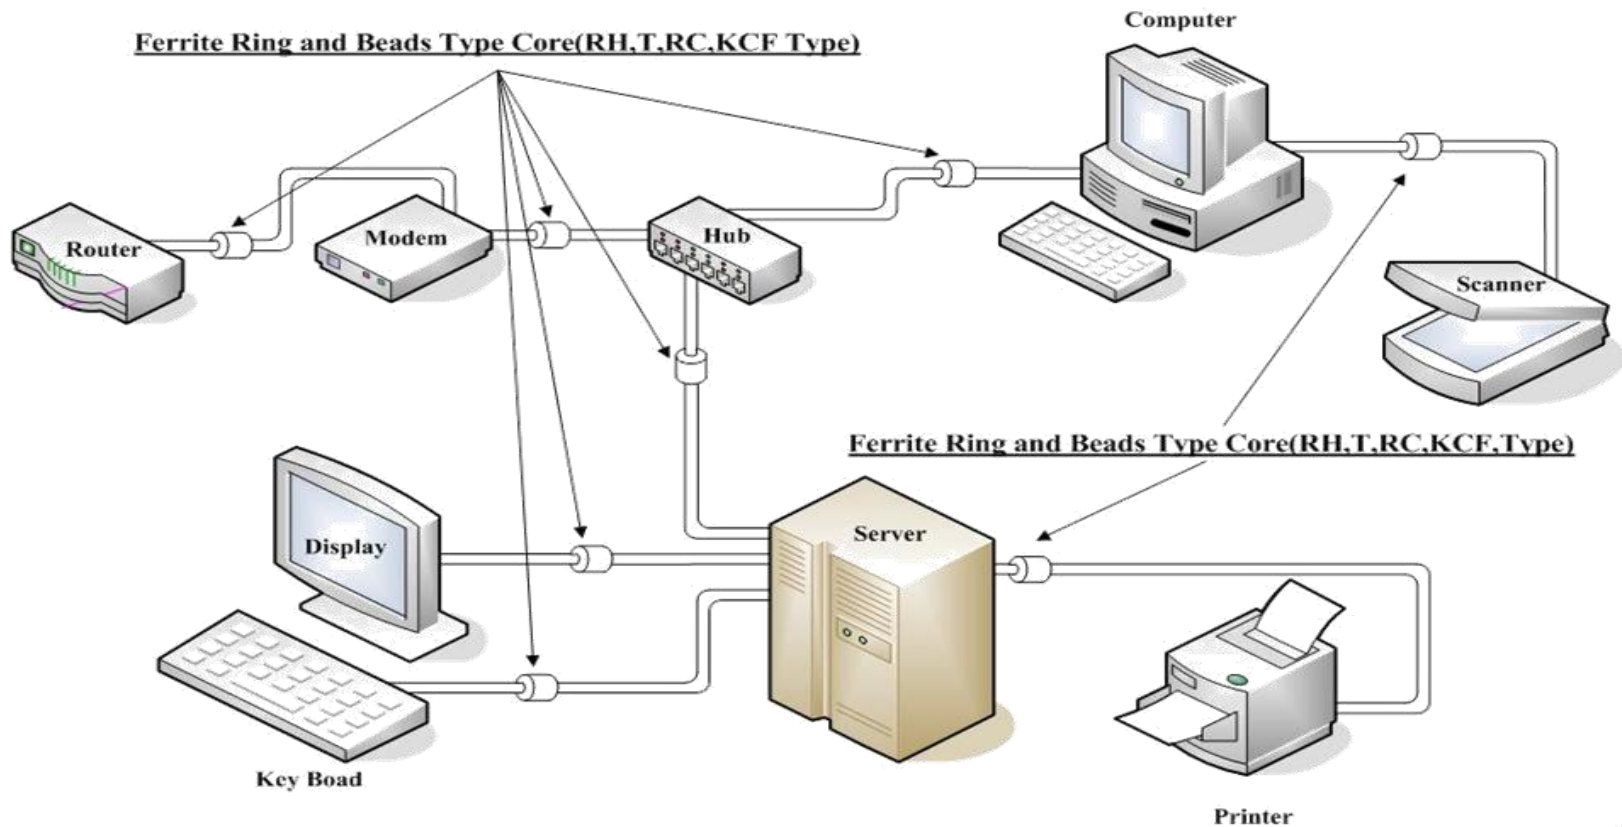 Computer
Ferrite Ring and Beads Type Core(RH,T,RC,KCF Type)
Router
Modem
Hub
Scanner
Ferrite Ring and Beads Type Core(RH,T,RC,KCF,Type)
Display
Server
Key Boad
Printer